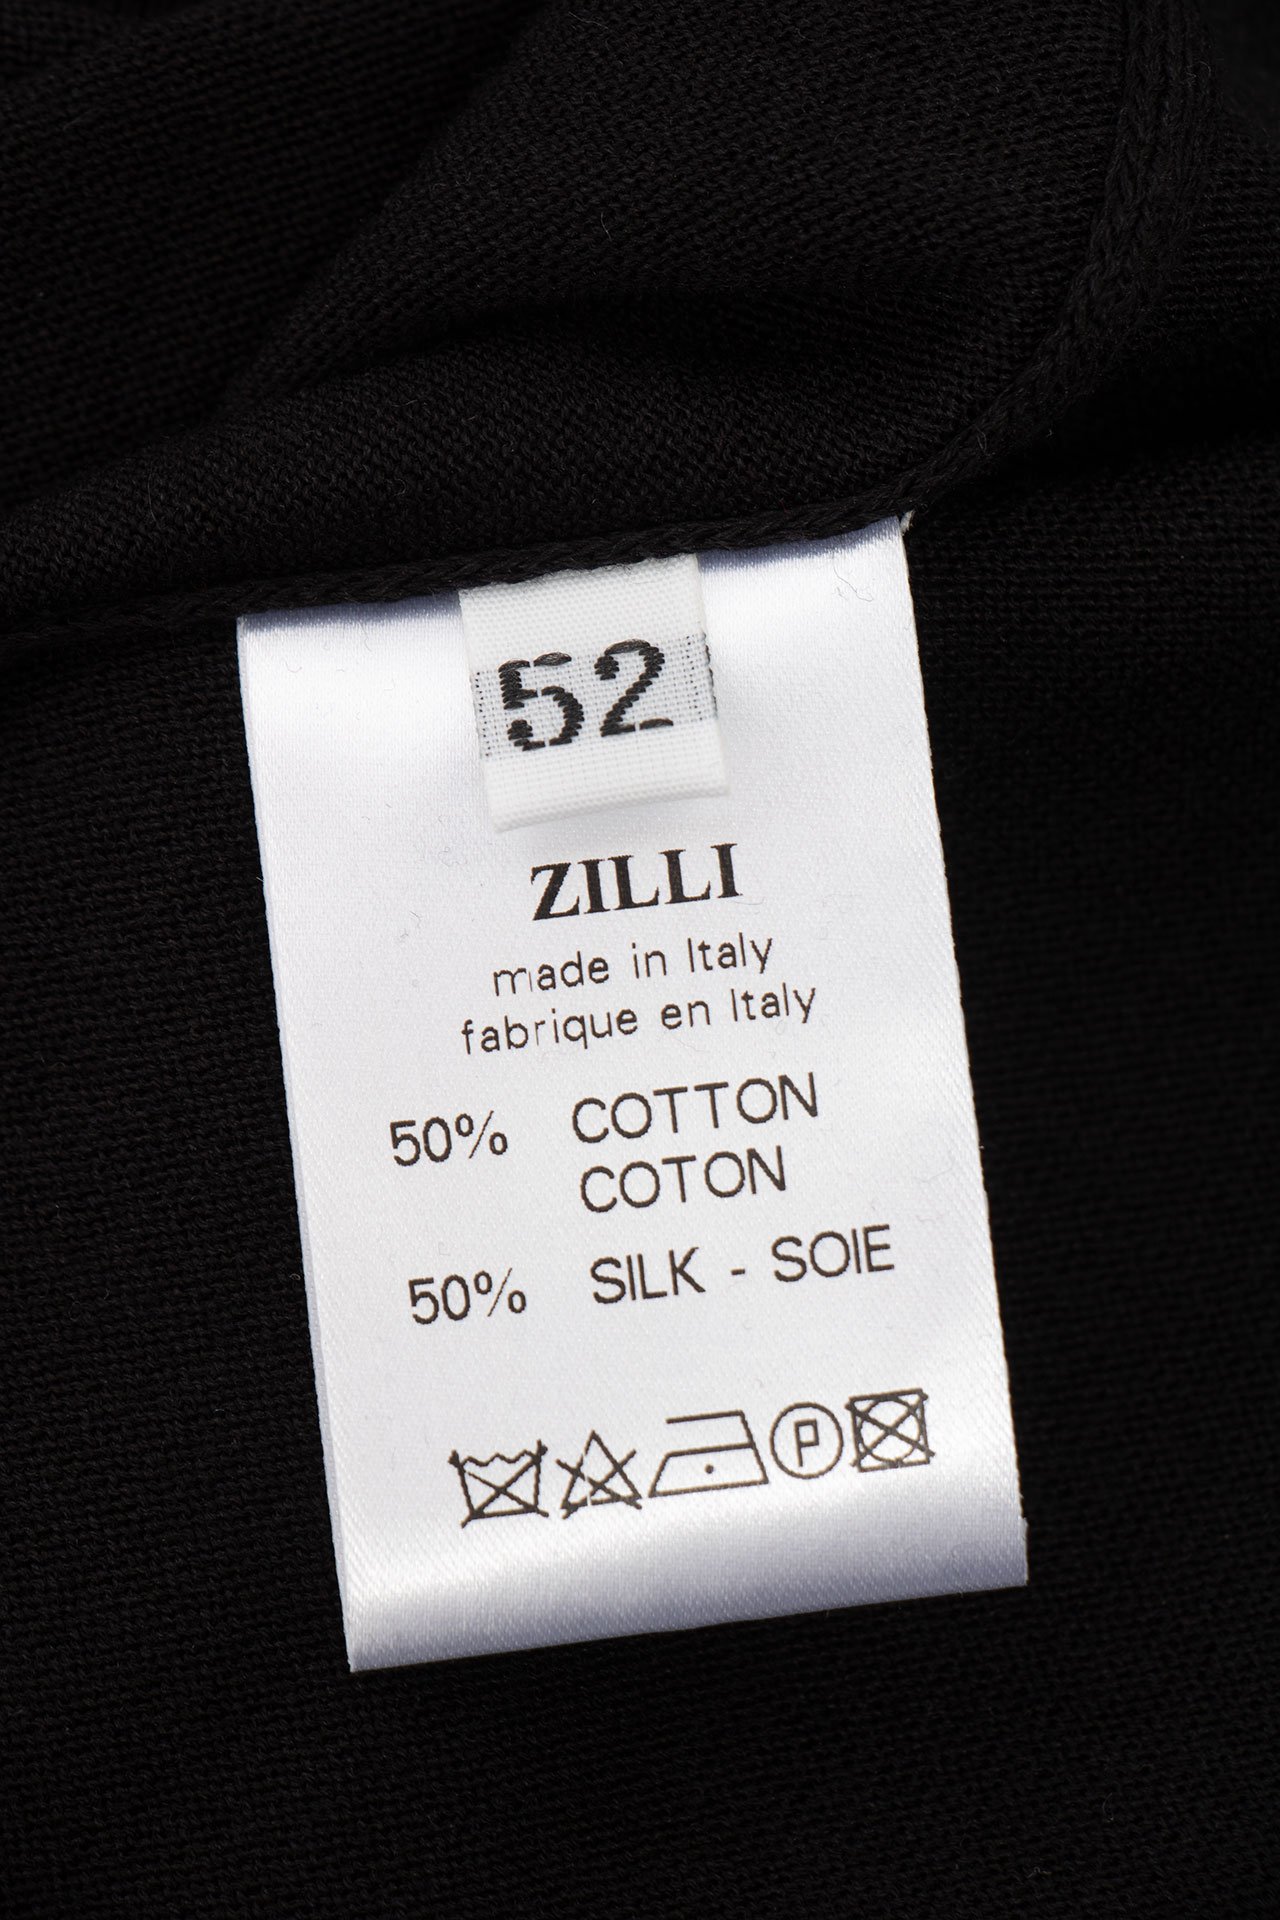 52
ZILLI
made in Italy
fabrique en Italy
50% COTTON
COTON
50% SILK - SOIE
P